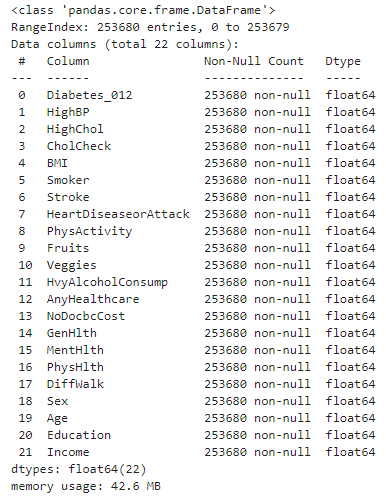 <class 'pandas.core.frame.DataFrame'>
RangeIndex: 253680 entries, 0 to 253679
Data columns (total 22 columns):
 #   Column                Non-Null Count   Dtype
---  ------                --------------   -----
 0   Diabetes_012          253680 non-null  float64
 1   HighBP                253680 non-null  float64
 2   HighChol              253680 non-null  float64
 3   CholCheck             253680 non-null  float64
 4   BMI                   253680 non-null  float64
 5   Smoker                253680 non-null  float64
 6   Stroke                253680 non-null  float64
 7   HeartDiseaseorAttack  253680 non-null  float64
 8   PhysActivity          253680 non-null  float64
 9   Fruits                253680 non-null  float64
 10  Veggies               253680 non-null  float64
 11  HvyAlcoholConsump     253680 non-null  float64
 12  AnyHealthcare         253680 non-null  float64
 13  NoDocbcCost           253680 non-null  float64
 14  GenHlth               253680 non-null  float64
 15  MentHlth              253680 non-null  float64
 16  PhysHlth              253680 non-null  float64
 17  DiffWalk              253680 non-null  float64
 18  Sex                   253680 non-null  float64
 19  Age                   253680 non-null  float64
 20  Education             253680 non-null  float64
 21  Income                253680 non-null  float64
dtypes: float64(22)
memory usage: 42.6 MB